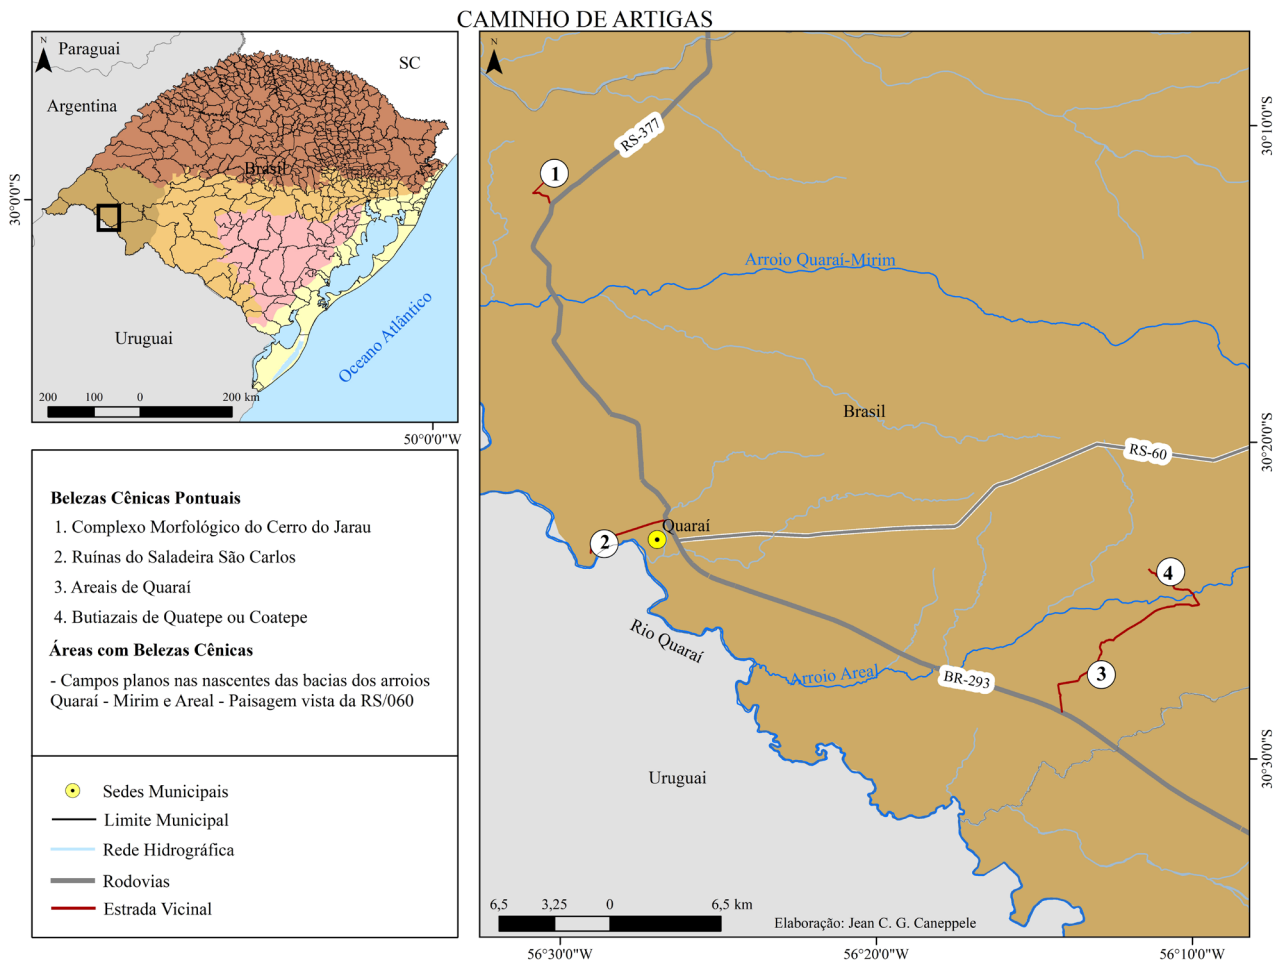 CAMINHO DE ARTIGAS
N
Paraguai
SC
Argentina
Brasil
30°0'0"S
Uruguai
Oceano Atlântico
200 100 0 200 km
50°0'0"W
Belezas Cênicas Pontuais
1. Complexo Morfológico do Cerro do Jarau
2. Ruínas do Saladeira São Carlos
3. Areais de Quaraí
4. Butiazais de Quatepe ou Coatepe
Áreas com Belezas Cênicas
- Campos planos nas nascentes das bacias dos arroios
Quaraí - Mirim e Areal - Paisagem vista da RS/060
Sedes Municipais
Limite Municipal
Rede Hidrográfica
Rodovias
Estrada Vicinal
N
RS-377
30°10'0"S
1
Arroio Quaraí-Mirim
Brasil
30°20'0"S
RS-60
Quaraí
2
4
Rio Quaraí
Arroio Areal
BR-293
3
30°30'0"S
Uruguai
6,5 3,25 0 6,5 km
Elaboração: Jean C. G. Caneppele
56°30'0"W
56°20'0"W
56°10'0"W